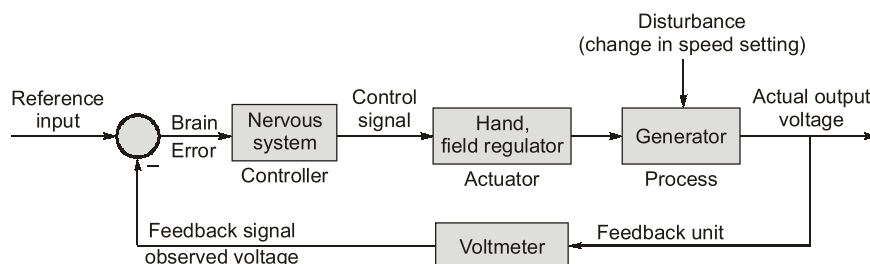 Disturbance
(change in speed setting)
Reference
input
Brain
Error
Nervous
system
Controller
Control
signal
Hand,
field regulator
Actuator
Generator
Process
Actual output
voltage
–
Feedback signal
observed voltage
Voltmeter
Feedback unit